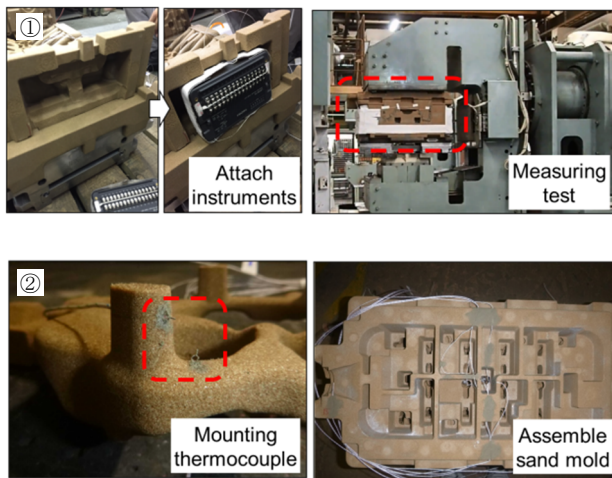 ①
Attach
instruments
Measuring
test
②
Mounting
thermocouple
Assemble
sand mold